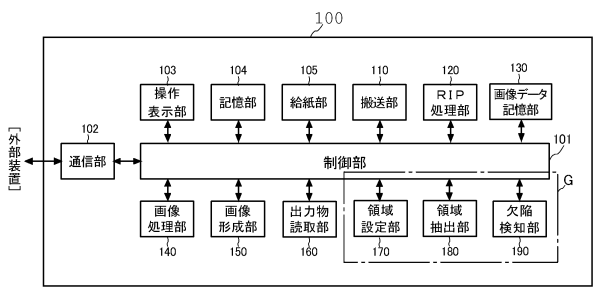 100
103
104
105
110
120
130
操作
表示部
記憶部
給紙部
搬送部
RIP
処理部
画像データ
記憶部
[外部装置]
102
通信部
101
制御部
G
画像
処理部
画像
形成部
出力物
読取部
領域
設定部
領域
抽出部
欠陥
検知部
140
150
160
170
180
190